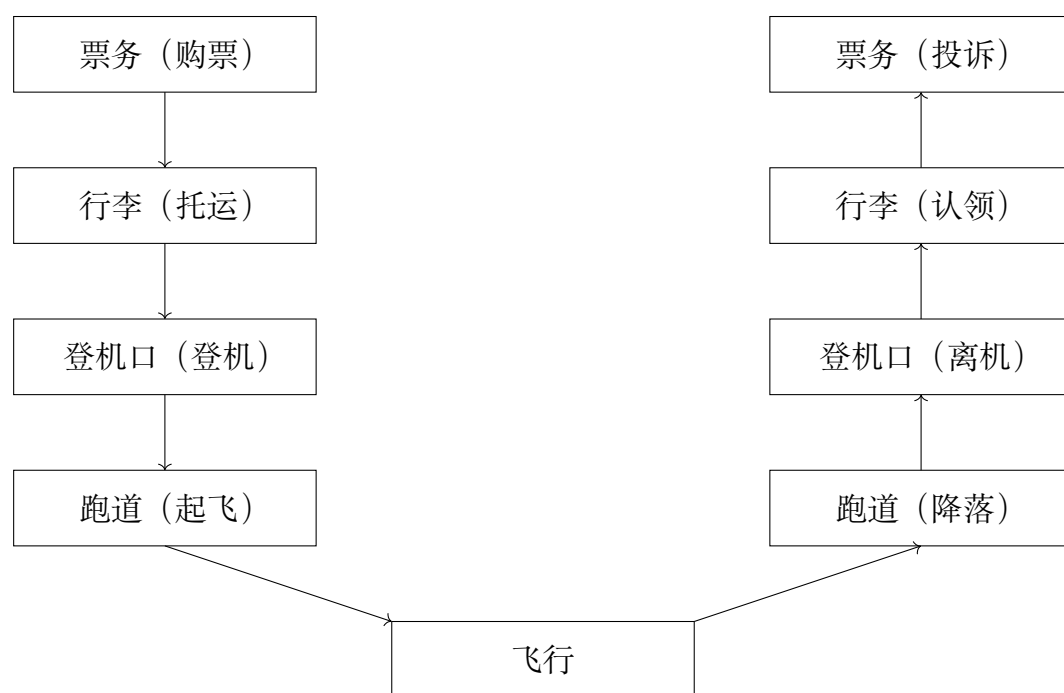 票务（购票）
行李（托运）
登机口（登机）
跑道（起飞）
飞行
跑道（降落）
登机口（离机）
行李（认领）
票务（投诉）